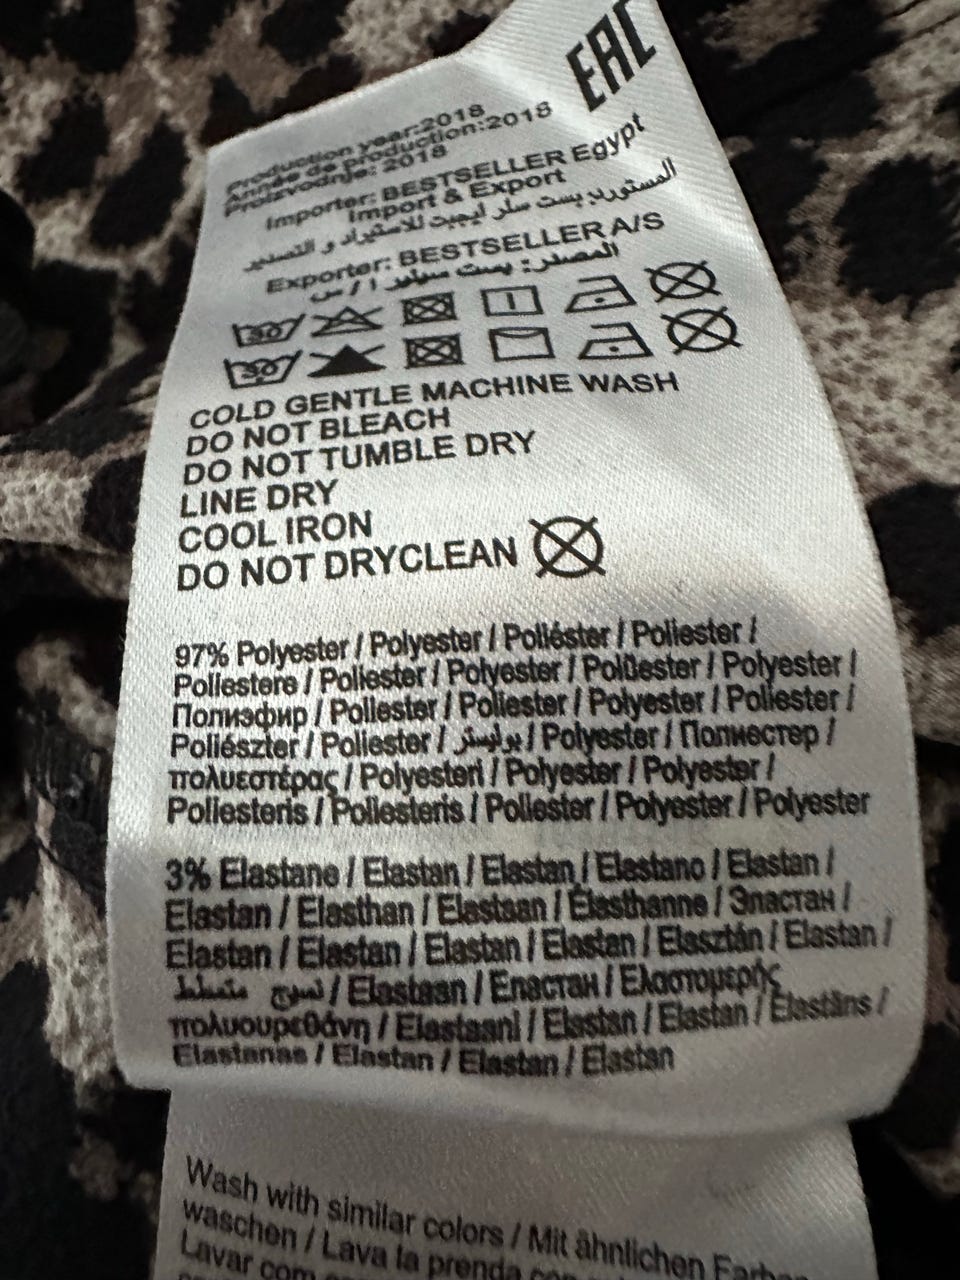 EAC
Production year:2018
Année de production:2018
Proizvodnje: 2018
Importer: BESTSELLER Egypt
Import & Export
المستورد: بست سلر ايجيبت للاستيراد و التصدير
Exporter: BESTSELLER A/S
المصدر: بست سيلر ا / س
30
30
COLD GENTLE MACHINE WASH
DO NOT BLEACH
DO NOT TUMBLE DRY
LINE DRY
COOL IRON
DO NOT DRYCLEAN
97% Polyester / Polyester / Poliéster / Poliester /
Poliestere / Poliester / Polyester / Polüester / Polyester /
Полиэфир / Poliester / Poliester / Polyester / Poliester /
Poliészter / Poliester / بوليستر / Polyester / Полиестер /
πολυεστέρας / Polyesteri / Polyester / Polyester /
Poliesteris / Poliesteris / Poliester / Polyester / Polyester
3% Elastane / Elastan / Elastan / Elastano / Elastan /
Elastan / Elasthan / Elastaan / Élasthanne / Эластан /
Elastan / Elastan / Elastan / Elastan / Elasztán / Elastan /
نسيج متمطط / Elastaan / Еластан / Ελαστομερής
πολυουρεθάνη / Elastaani / Elastan / Elastan / Elastāns /
Elastanas / Elastan / Elastan / Elastan
Wash with similar colors / Mit ähnlichen Farben
waschen / Lava la prenda con
Lavar com